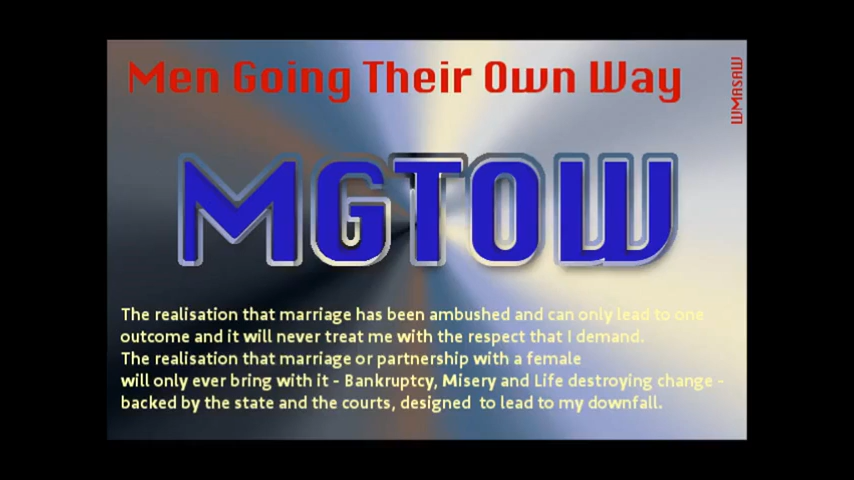 Men Going Their Own Way
WMasaW
MGTOW
The realisation that marriage has been ambushed and can only lead to one
outcome and it will never treat me with the respect that I demand.
The realisation that marriage or partnership with a female
will only ever bring with it - Bankruptcy, Misery and Life destroying change -
backed by the state and the courts, designed to lead to my downfall.